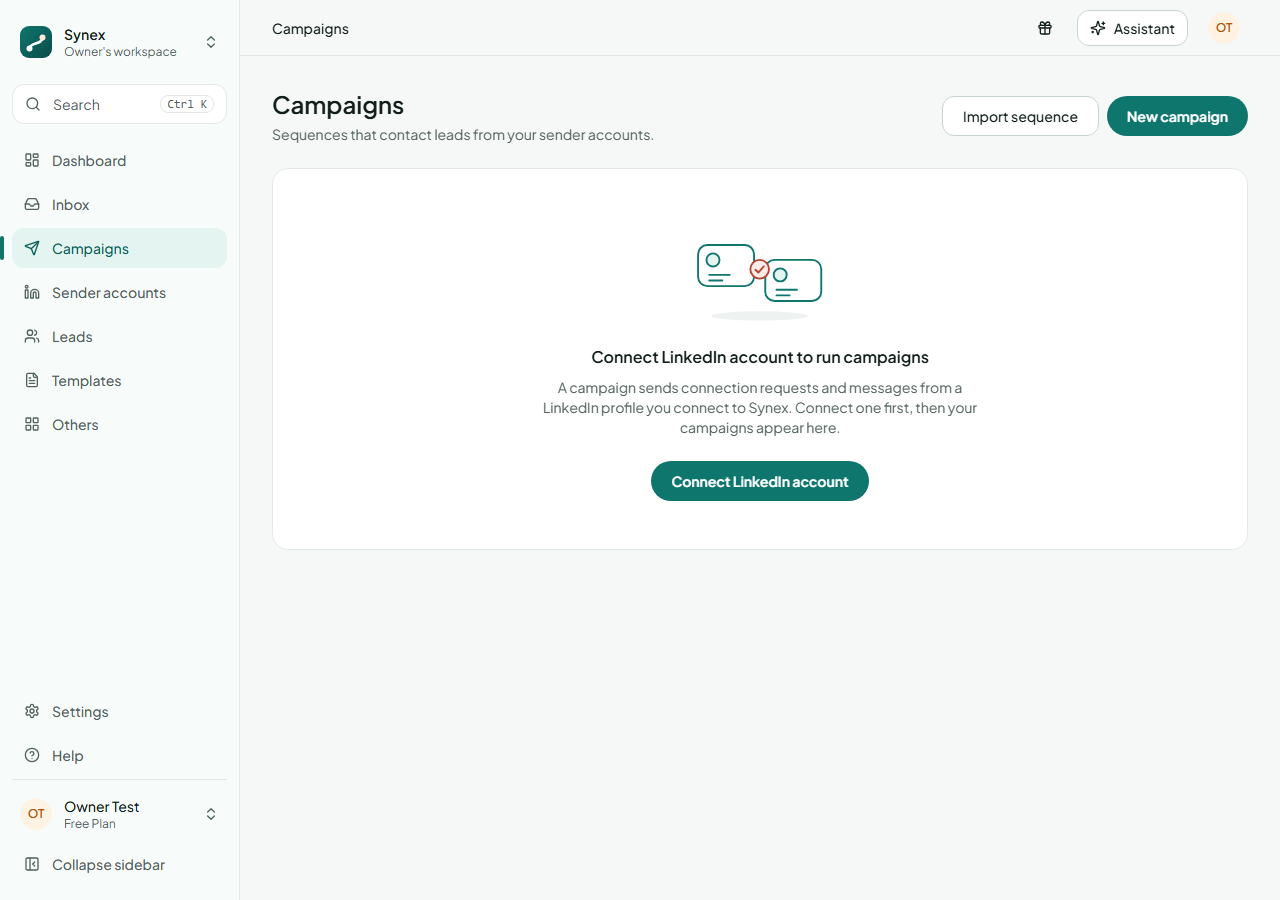 Synex
Owner's workspace
Search
Ctrl K
Dashboard
Inbox
Campaigns
Sender accounts
Leads
Templates
Others
Settings
Help
OT
Owner Test
Free Plan
Collapse sidebar
Campaigns
Assistant
OT
Campaigns
Sequences that contact leads from your sender accounts.
Import sequence
New campaign
Connect LinkedIn account to run campaigns
A campaign sends connection requests and messages from a
LinkedIn profile you connect to Synex. Connect one first, then your
campaigns appear here.
Connect LinkedIn account